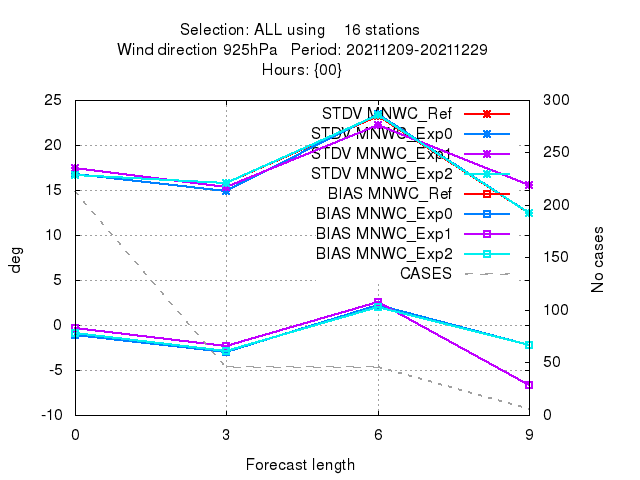 Selection: ALL using 16 stations
Wind direction 925hPa Period: 20211209-20211229
Hours: {00}
25 300
20 250
15 200
10 150
5 100
0 50
-5 0
-10
deg
No cases
STDV MNWC_Ref
STDV MNWC_Exp0
STDV MNWC_Exp1
STDV MNWC_Exp2
BIAS MNWC_Ref
BIAS MNWC_Exp0
BIAS MNWC_Exp1
BIAS MNWC_Exp2
CASES
0 3 6 9
Forecast length